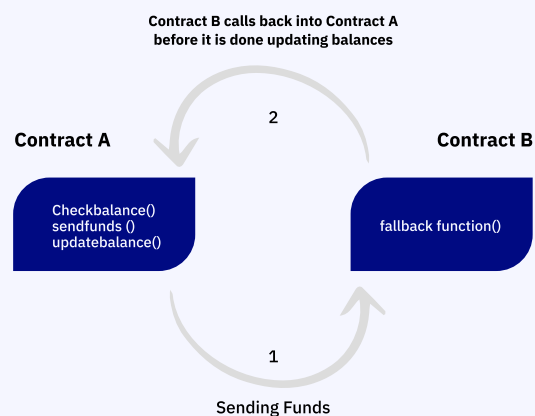 Contract B calls back into Contract A
before it is done updating balances
2
Contract A
Contract B
Checkbalance()
sendfunds ()
updatebalance()
fallback function()
1
Sending Funds